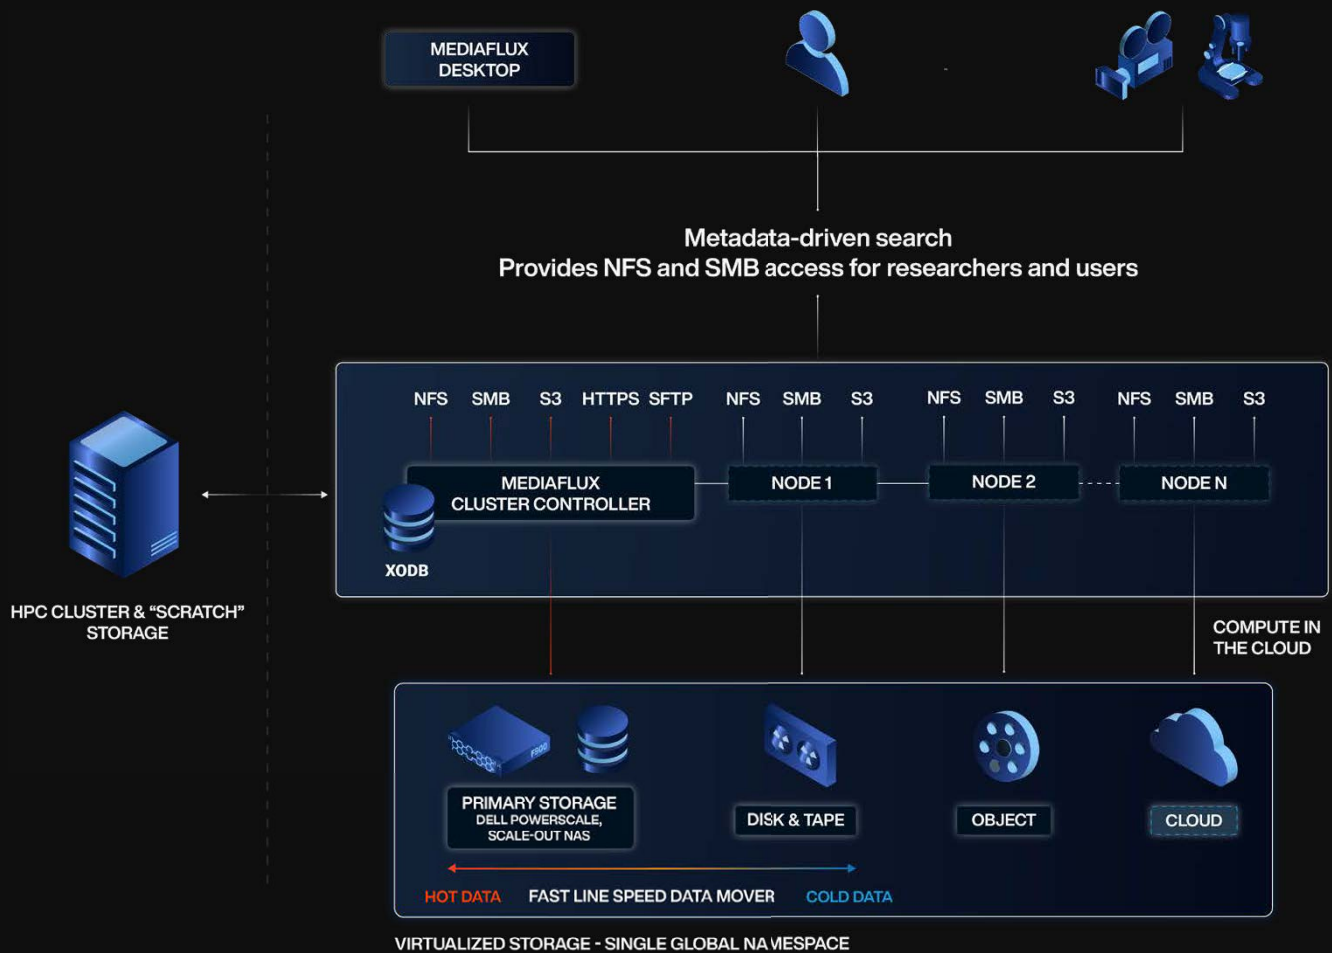 MEDIAFLUX
DESKTOP
Metadata-driven search
Provides NFS and SMB access for researchers and users
NFS SMB S3 HTTPS SFTP NFS SMB S3 NFS SMB S3 NFS SMB S3
MEDIAFLUX
CLUSTER CONTROLLER
NODE 1
NODE 2
NODE N
XODB
HPC CLUSTER & “SCRATCH”
STORAGE
COMPUTE IN
THE CLOUD
F900
PRIMARY STORAGE
DELL POWERSCALE,
SCALE-OUT NAS
DISK & TAPE
OBJECT
CLOUD
HOT DATA FAST LINE SPEED DATA MOVER COLD DATA
VIRTUALIZED STORAGE - SINGLE GLOBAL NAMESPACE